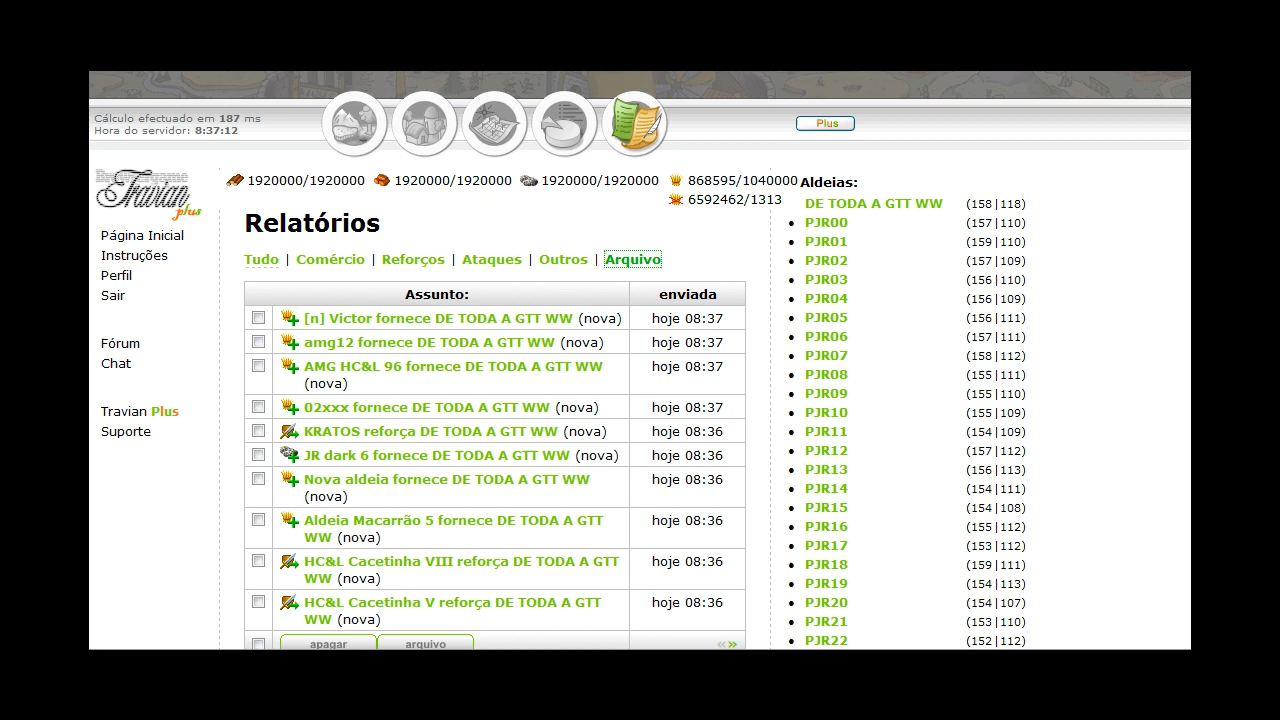 Cálculo efectuado em 187 ms
Hora do servidor: 8:37:12
Plus
Travian
plus
Página Inicial
Instruções
Perfil
Sair
Fórum
Chat
Travian Plus
Suporte
1920000/1920000 1920000/1920000 1920000/1920000 868595/1040000
6592462/1313
Relatórios
Tudo | Comércio | Reforços | Ataques | Outros | Arquivo
Assunto: enviada
[n] Victor fornece DE TODA A GTT WW (nova) hoje 08:37
amg12 fornece DE TODA A GTT WW (nova) hoje 08:37
AMG HC&L 96 fornece DE TODA A GTT WW hoje 08:37
(nova)
02xxx fornece DE TODA A GTT WW (nova) hoje 08:37
KRATOS reforça DE TODA A GTT WW (nova) hoje 08:36
JR dark 6 fornece DE TODA A GTT WW (nova) hoje 08:36
Nova aldeia fornece DE TODA A GTT WW hoje 08:36
(nova)
Aldeia Macarrão 5 fornece DE TODA A GTT hoje 08:36
WW (nova)
HC&L Cacetinha VIII reforça DE TODA A GTT hoje 08:36
WW (nova)
HC&L Cacetinha V reforça DE TODA A GTT hoje 08:36
WW (nova)
apagar arquivo «»
Aldeias:
DE TODA A GTT WW (158|118)
• PJR00 (157|110)
• PJR01 (159|110)
• PJR02 (157|109)
• PJR03 (156|110)
• PJR04 (156|109)
• PJR05 (156|111)
• PJR06 (157|111)
• PJR07 (158|112)
• PJR08 (155|111)
• PJR09 (155|110)
• PJR10 (155|109)
• PJR11 (154|109)
• PJR12 (157|112)
• PJR13 (156|113)
• PJR14 (154|111)
• PJR15 (154|108)
• PJR16 (155|112)
• PJR17 (153|112)
• PJR18 (159|111)
• PJR19 (154|113)
• PJR20 (154|107)
• PJR21 (153|110)
• PJR22 (152|112)